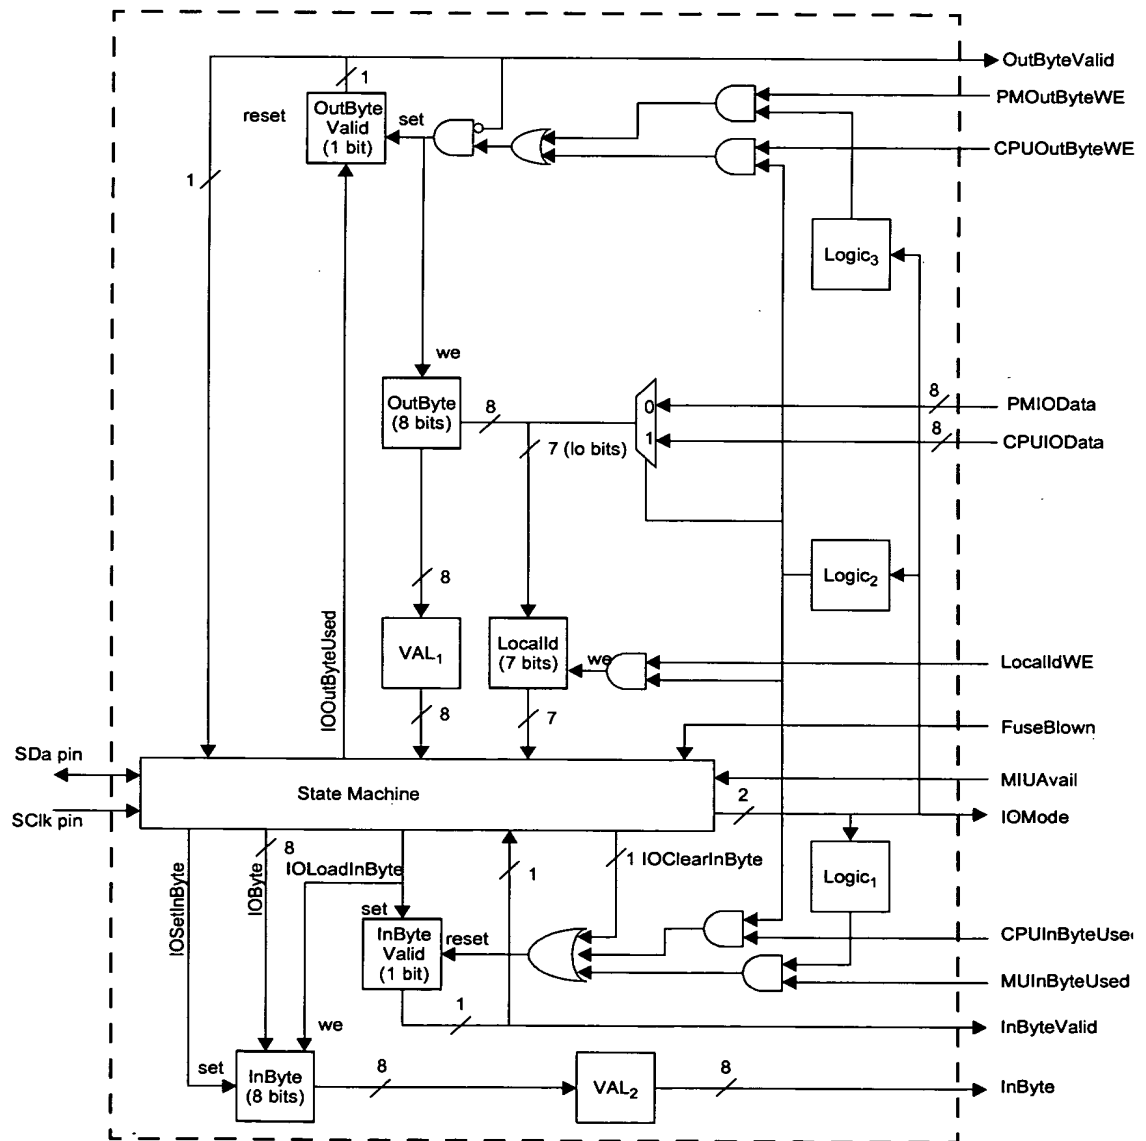 OutByteValid
1
reset
OutByte
Valid
(1 bit)
set
PMOutByteWE
CPUOutByteWE
1
Logic3
we
OutByte
(8 bits)
8
7 (lo bits)
0
1
8
PMIOData
8
CPUIOData
8
Logic2
IOOutByteUsed
VAL1
LocalId
(7 bits)
we
LocalIdWE
8
7
FuseBlown
SDa pin
MIUAvail
State Machine
2
SClk pin
IOMode
IOSetInByte
IOByte
8
IOLoadInByte
1
1 IOClearInByte
Logic1
set
InByte
Valid
(1 bit)
reset
CPUInByteUse
MUInByteUsed
1
InByteValid
we
set
InByte
(8 bits)
8
VAL2
8
InByte